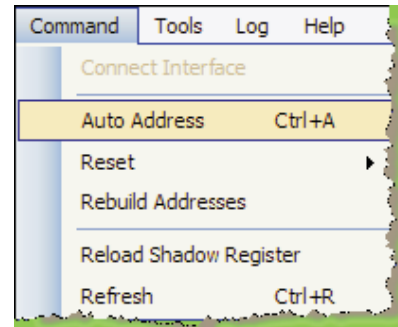 Command Tools Log Help
Connect Interface
Auto Address Ctrl+A
Reset
Rebuild Addresses
Reload Shadow Register
Refresh Ctrl+R